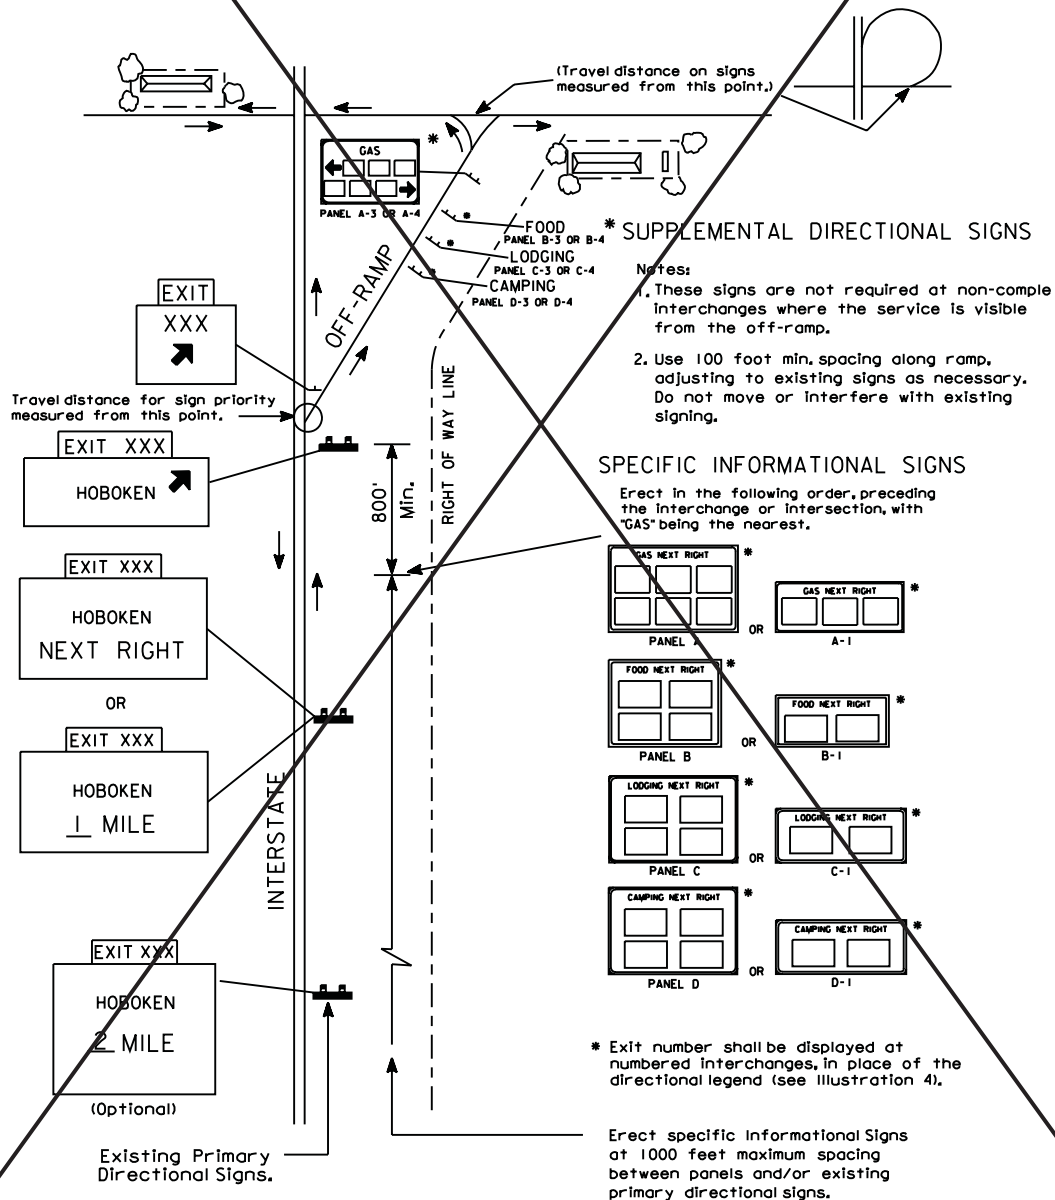 (Travel distance on signs
measured from this point.)
GAS
*
PANEL A-3 OR A-4
* FOOD
PANEL B-3 OR B-4
* LODGING
PANEL C-3 OR C-4
* CAMPING
PANEL D-3 OR D-4
OFF-RAMP
* SUPPLEMENTAL DIRECTIONAL SIGNS
Notes:
1. These signs are not required at non-comple
interchanges where the service is visible
from the off-ramp.
2. Use 100 foot min. spacing along ramp,
adjusting to existing signs as necessary.
Do not move or interfere with existing
signing.
EXIT
XXX
Travel distance for sign priority
measured from this point.
EXIT XXX
HOBOKEN
800'
Min.
RIGHT OF WAY LINE
SPECIFIC INFORMATIONAL SIGNS
Erect in the following order, preceding
the interchange or intersection, with
"GAS" being the nearest.
EXIT XXX
HOBOKEN
NEXT RIGHT
OR
EXIT XXX
HOBOKEN
1 MILE
INTERSTATE
EXIT XXX
HOBOKEN
2 MILE
(Optional)
Existing Primary
Directional Signs.
GAS NEXT RIGHT *
PANEL A
OR
GAS NEXT RIGHT *
A-1
FOOD NEXT RIGHT *
PANEL B
OR
FOOD NEXT RIGHT *
B-1
LODGING NEXT RIGHT *
PANEL C
OR
LODGING NEXT RIGHT *
C-1
CAMPING NEXT RIGHT *
PANEL D
OR
CAMPING NEXT RIGHT *
D-1
* Exit number shall be displayed at
numbered interchanges, in place of the
directional legend (see Illustration 4).
Erect specific Informational Signs
at 1000 feet maximum spacing
between panels and/or existing
primary directional signs.